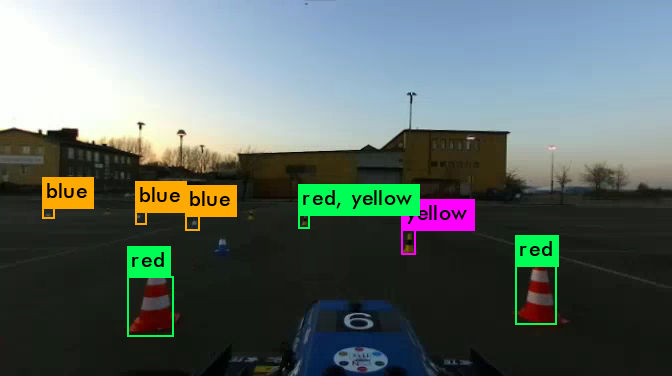 blue
blue
blue
red, yellow
yellow
red
red
6